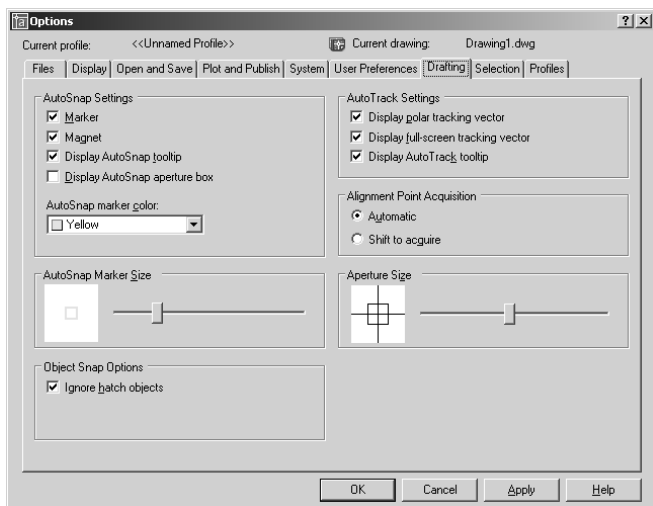 Options
Current profile: <<Unnamed Profile>> Current drawing: Drawing1.dwg
Files Display Open and Save Plot and Publish System User Preferences Drafting Selection Profiles
AutoSnap Settings
Marker
Magnet
Display AutoSnap tooltip
Display AutoSnap aperture box
AutoSnap marker color:
Yellow
AutoTrack Settings
Display polar tracking vector
Display full-screen tracking vector
Display AutoTrack tooltip
Alignment Point Acquisition
Automatic
Shift to acquire
AutoSnap Marker Size
Aperture Size
Object Snap Options
Ignore hatch objects
OK Cancel Apply Help